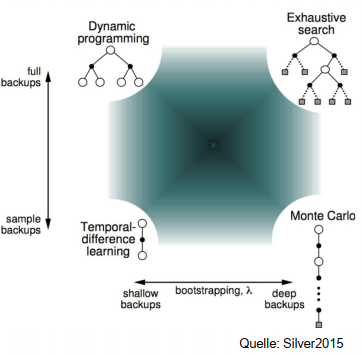 Dynamic
programming
Exhaustive
search
full
backups
sample
backups
Temporal-
difference
learning
Monte Carlo
shallow
backups
bootstrapping, λ
deep
backups
Quelle: Silver2015